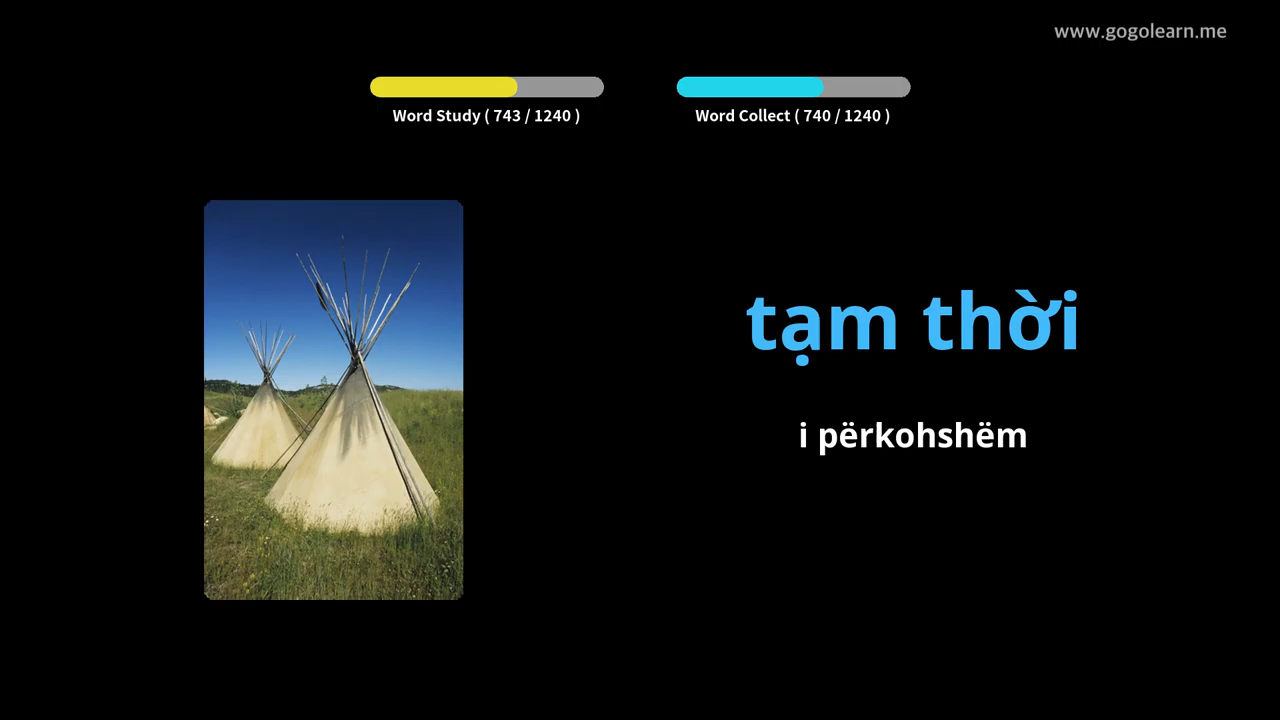 www.gogolearn.me
Word Study ( 743 / 1240 )
Word Collect ( 740 / 1240 )
tạm thời
i përkohshëm